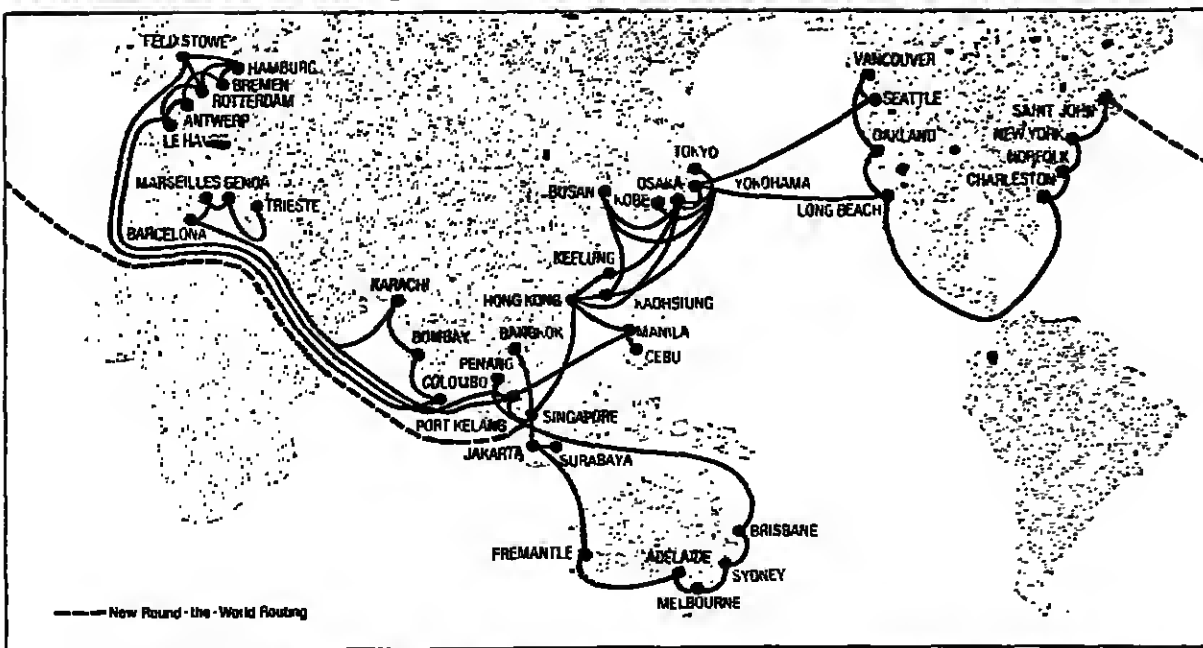 FELIXSTOWE
HAMBURG
BREMEN
ROTTERDAM
ANTWERP
LE
MARSEILLES GENOA
TRIESTE
BARCELONA
KARACHI
BOMBAY
COLOMBO
PORT KELANG
PENANG
BANGKOK
HONG KONG
KEELUNG
KAOHSIUNG
MANILA
CEBU
BUSAN
KOBE
OSAKA
TOKYO
YOKOHAMA
SINGAPORE
JAKARTA
SURABAYA
FREMANTLE
ADELAIDE
MELBOURNE
SYDNEY
BRISBANE
VANCOUVER
SEATTLE
OAKLAND
LONG BEACH
SAINT JOHN
NEW YORK
NORFOLK
CHARLESTON
New Round-the-World Routing